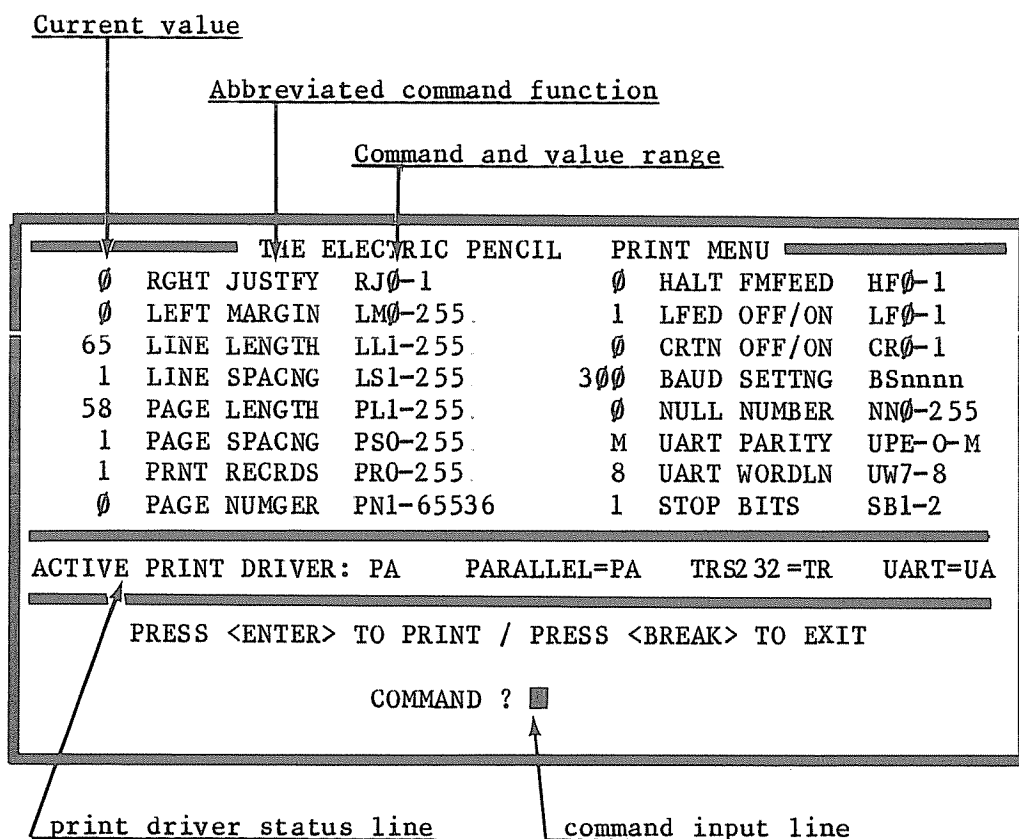 Current value
Abbreviated command function
Command and value range
THE ELECTRIC PENCIL PRINT MENU
Ø RGHT JUSTFY RJØ-1 Ø HALT FMFEED HFØ-1
Ø LEFT MARGIN LMØ-255 1 LFED OFF/ON LFØ-1
65 LINE LENGTH LL1-255 Ø CRTN OFF/ON CRØ-1
1 LINE SPACNG LS1-255 3ØØ BAUD SETTNG BSnnnn
58 PAGE LENGTH PL1-255 Ø NULL NUMBER NNØ-255
1 PAGE SPACNG PS0-255 M UART PARITY UPE-O-M
1 PRNT RECRDS PR0-255 8 UART WORDLN UW7-8
Ø PAGE NUMGER PN1-65536 1 STOP BITS SB1-2
ACTIVE PRINT DRIVER: PA PARALLEL=PA TRS232=TR UART=UA
PRESS <ENTER> TO PRINT / PRESS <BREAK> TO EXIT
COMMAND ?
print driver status line command input line